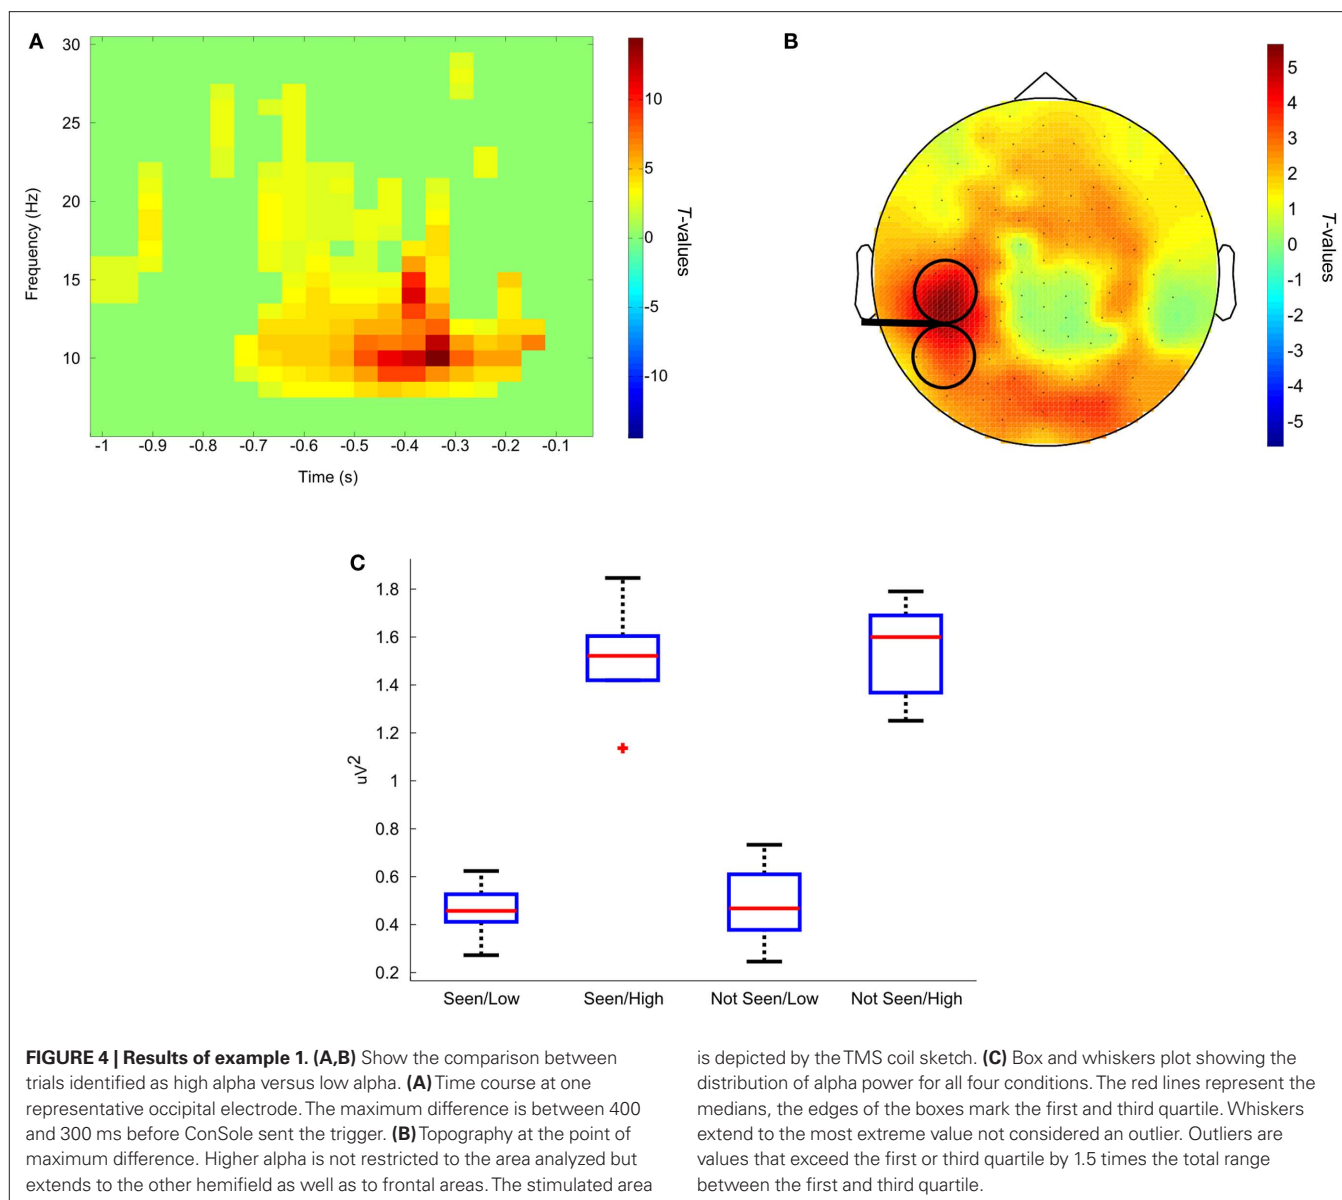 A
30
25
20
15
10
Frequency (Hz)
-1 -0.9 -0.8 -0.7 -0.6 -0.5 -0.4 -0.3 -0.2 -0.1
Time (s)
10
5
0
-5
-10
T-values
B
5
4
3
2
1
0
-1
-2
-3
-4
-5
T-values
C
1.8
1.6
1.4
1.2
1
0.8
0.6
0.4
0.2
uV²
Seen/Low Seen/High Not Seen/Low Not Seen/High
FIGURE 4 | Results of example 1. (A,B) Show the comparison between
trials identified as high alpha versus low alpha. (A) Time course at one
representative occipital electrode. The maximum difference is between 400
and 300 ms before ConSole sent the trigger. (B) Topography at the point of
maximum difference. Higher alpha is not restricted to the area analyzed but
extends to the other hemifield as well as to frontal areas. The stimulated area
is depicted by the TMS coil sketch. (C) Box and whiskers plot showing the
distribution of alpha power for all four conditions. The red lines represent the
medians, the edges of the boxes mark the first and third quartile. Whiskers
extend to the most extreme value not considered an outlier. Outliers are
values that exceed the first or third quartile by 1.5 times the total range
between the first and third quartile.